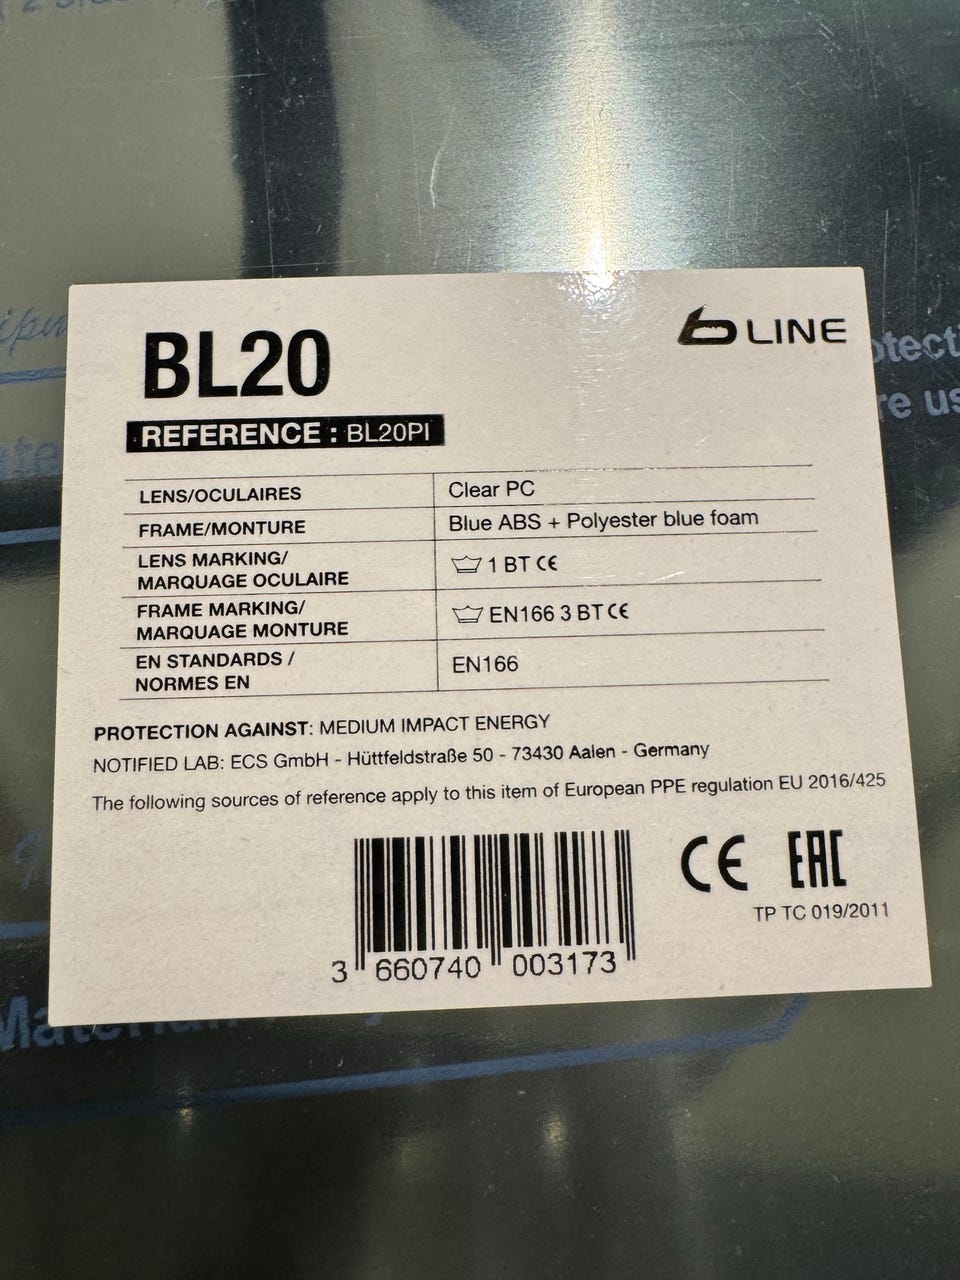 BL20
b LINE
REFERENCE : BL20PI
LENS/OCULAIRES Clear PC
FRAME/MONTURE Blue ABS + Polyester blue foam
LENS MARKING/
MARQUAGE OCULAIRE 1 BT CE
FRAME MARKING/
MARQUAGE MONTURE EN166 3 BT CE
EN STANDARDS /
NORMES EN EN166
PROTECTION AGAINST: MEDIUM IMPACT ENERGY
NOTIFIED LAB: ECS GmbH - Hüttfeldstraße 50 - 73430 Aalen - Germany
The following sources of reference apply to this item of European PPE regulation EU 2016/425
CE EAC
TP TC 019/2011
3 660740 003173